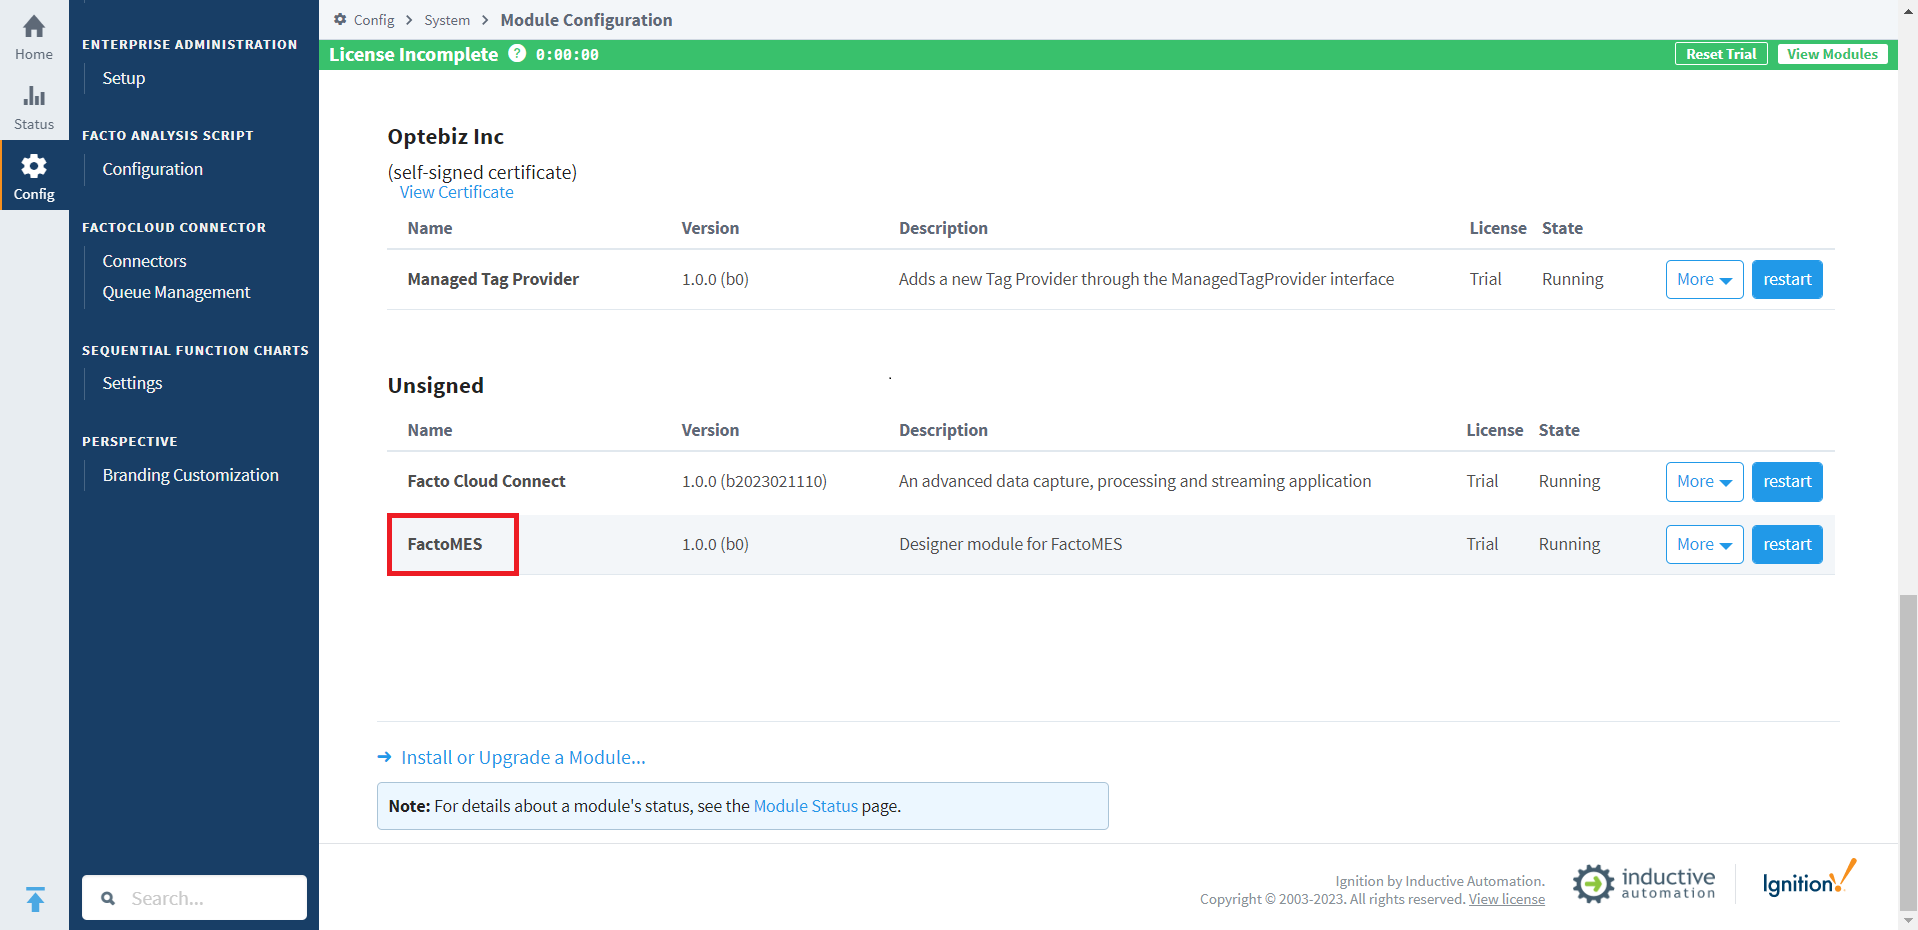 Home
Status
Config
ENTERPRISE ADMINISTRATION
Setup
FACTO ANALYSIS SCRIPT
Configuration
FACTOCLOUD CONNECTOR
Connectors
Queue Management
SEQUENTIAL FUNCTION CHARTS
Settings
PERSPECTIVE
Branding Customization
Search...
Config > System > Module Configuration
License Incomplete ? 0:00:00 Reset Trial View Modules
Optebiz Inc
(self-signed certificate)
View Certificate
Name Version Description License State
Managed Tag Provider 1.0.0 (b0) Adds a new Tag Provider through the ManagedTagProvider interface Trial Running More restart
Unsigned
Name Version Description License State
Facto Cloud Connect 1.0.0 (b2023021110) An advanced data capture, processing and streaming application Trial Running More restart
FactoMES 1.0.0 (b0) Designer module for FactoMES Trial Running More restart
→ Install or Upgrade a Module...
Note: For details about a module's status, see the Module Status page.
Ignition by Inductive Automation.
Copyright © 2003-2023. All rights reserved. View license
inductive
automation
Ignition!